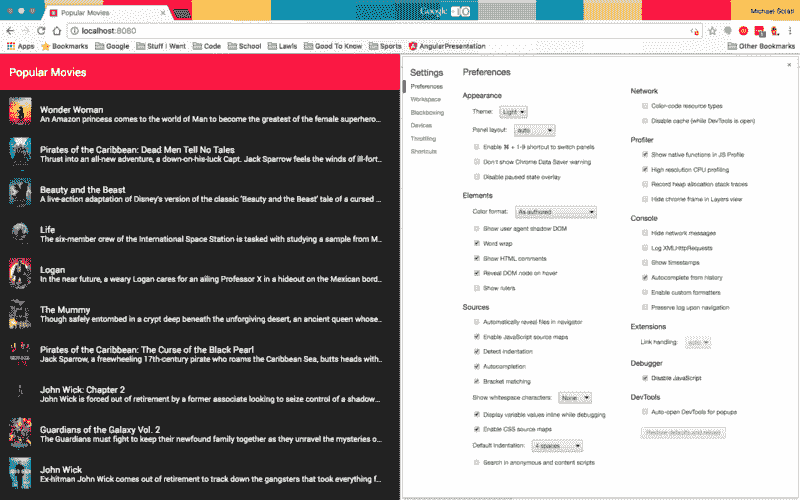 Popular Movies
Google
localhost:8080
Apps
Bookmarks
Google
Stuff I Want
Code
School
Lawls
Good To Know
Sports
AngularPresentation
Other Bookmarks
Popular Movies
Wonder Woman
An Amazon princess comes to the world of Man to become the greatest of the female superhero...
Pirates of the Caribbean: Dead Men Tell No Tales
Thrust into an all-new adventure, a down-on-his-luck Capt. Jack Sparrow feels the winds of ill-fort...
Beauty and the Beast
A live-action adaptation of Disney's version of the classic 'Beauty and the Beast' tale of a cursed ...
Life
The six-member crew of the International Space Station is tasked with studying a sample from M...
Logan
In the near future, a weary Logan cares for an ailing Professor X in a hideout on the Mexican bord...
The Mummy
Though safely entombed in a crypt deep beneath the unforgiving desert, an ancient queen whose...
Pirates of the Caribbean: The Curse of the Black Pearl
Jack Sparrow, a freewheeling 17th-century pirate who roams the Caribbean Sea, butts heads with...
John Wick: Chapter 2
John Wick is forced out of retirement by a former associate looking to seize control of a shadow...
Guardians of the Galaxy Vol. 2
The Guardians must fight to keep their newfound family together as they unravel the mysteries o...
John Wick
Ex-hitman John Wick comes out of retirement to track down the gangsters that took everything f...
Settings
Preferences
Workspace
Blackboxing
Devices
Throttling
Shortcuts
Preferences
Appearance
Theme: Light
Panel layout: auto
Enable ⌘ + 1-9 shortcut to switch panels
Don't show Chrome Data Saver warning
Disable paused state overlay
Elements
Color format: As authored
Show user agent shadow DOM
Word wrap
Show HTML comments
Reveal DOM node on hover
Show rulers
Sources
Automatically reveal files in navigator
Enable JavaScript source maps
Detect indentation
Autocompletion
Bracket matching
Show whitespace characters: None
Display variable values inline while debugging
Enable CSS source maps
Default indentation: 4 spaces
Search in anonymous and content scripts
Network
Color-code resource types
Disable cache (while DevTools is open)
Profiler
Show native functions in JS Profile
High resolution CPU profiling
Record heap allocation stack traces
Hide chrome frame in Layers view
Console
Hide network messages
Log XMLHttpRequests
Show timestamps
Autocomplete from history
Enable custom formatters
Preserve log upon navigation
Extensions
Link handling: auto
Debugger
Disable JavaScript
DevTools
Auto-open DevTools for popups
Restore defaults and reload